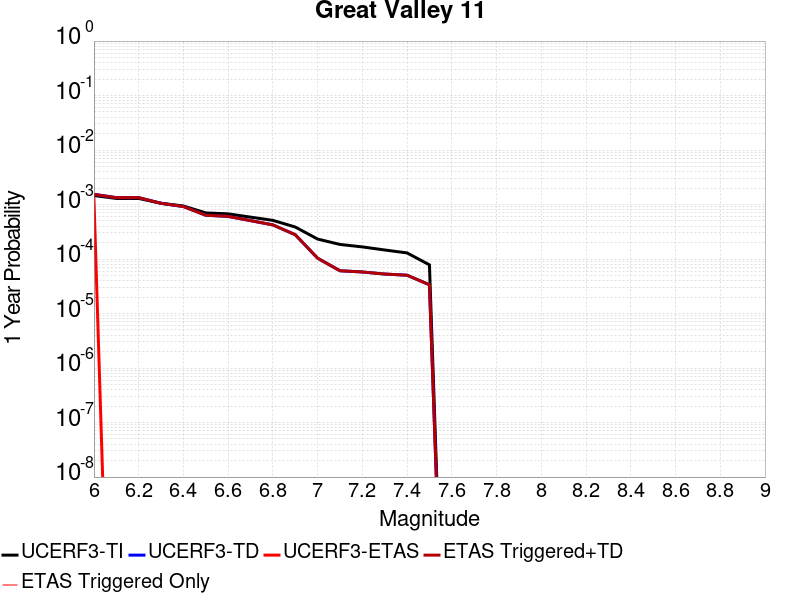 Great Valley 11
10^0
10^-1
10^-2
10^-3
10^-4
10^-5
10^-6
10^-7
10^-8
1 Year Probability
6 6.2 6.4 6.6 6.8 7 7.2 7.4 7.6 7.8 8 8.2 8.4 8.6 8.8 9
Magnitude
UCERF3-TI UCERF3-TD UCERF3-ETAS ETAS Triggered+TD
ETAS Triggered Only